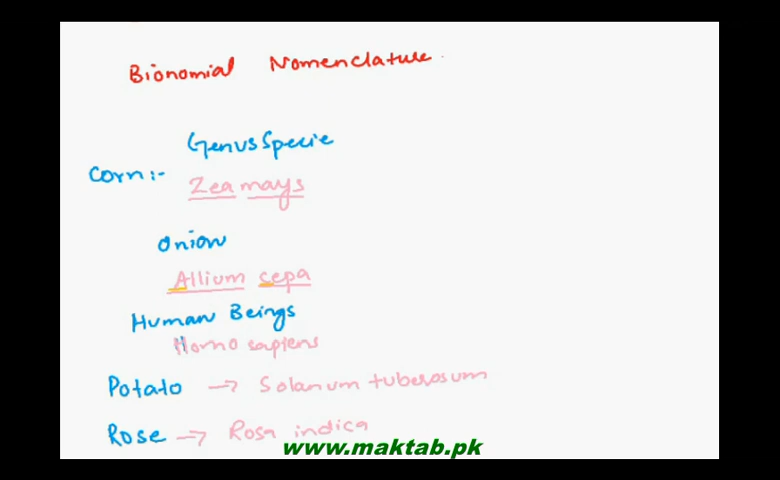 Bionomial Nomenclature.
Genus Specie
Corn:-
Zea mays
Onion
Allium sepa
Human Beings
Homo sapiens
Potato → Solanum tuberosum
Rose → Rosa indica
www.maktab.pk